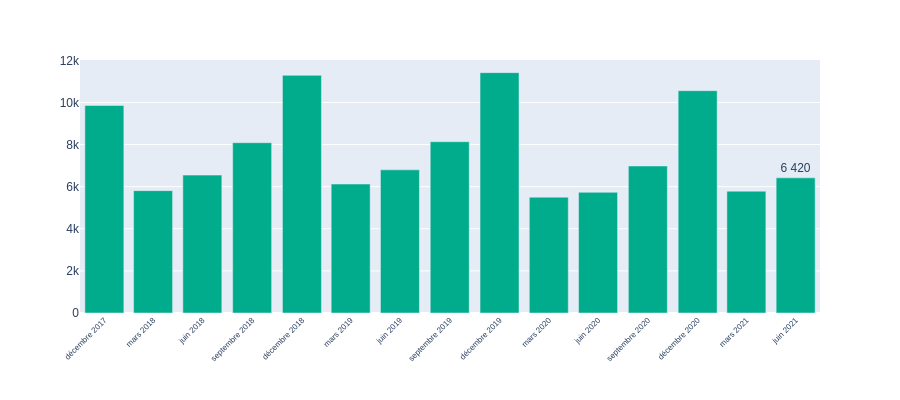 12k
10k
8k
6k
4k
2k
0
6 420
décembre 2017
mars 2018
juin 2018
septembre 2018
décembre 2018
mars 2019
juin 2019
septembre 2019
décembre 2019
mars 2020
juin 2020
septembre 2020
décembre 2020
mars 2021
juin 2021